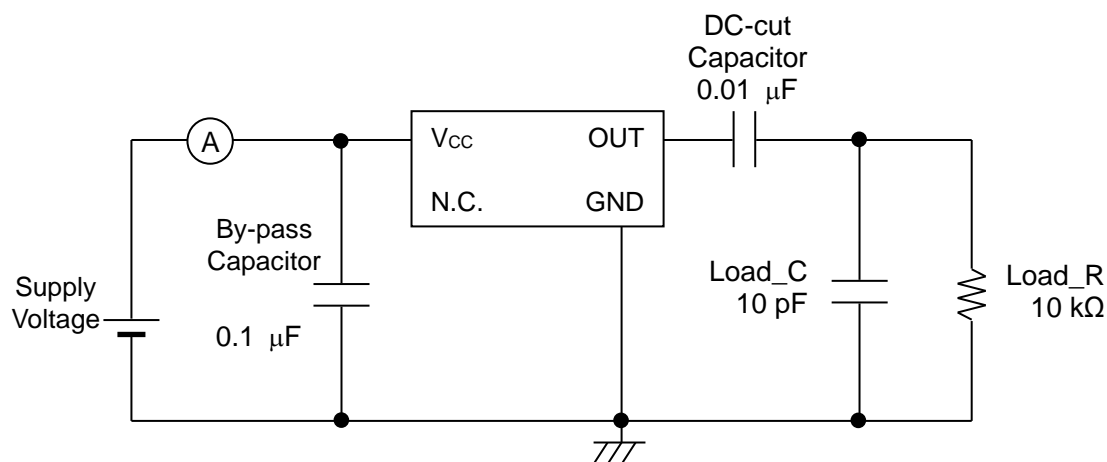 DC-cut
Capacitor
0.01 μF
A
VCC
OUT
N.C.
GND
By-pass
Capacitor
0.1 μF
Supply
Voltage
Load_C
10 pF
Load_R
10 kΩ